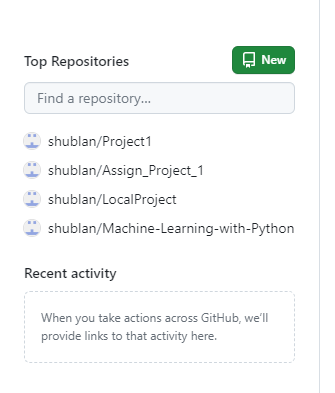 Top Repositories
New
Find a repository...
shublan/Project1
shublan/Assign_Project_1
shublan/LocalProject
shublan/Machine-Learning-with-Python
Recent activity
When you take actions across GitHub, we'll
provide links to that activity here.